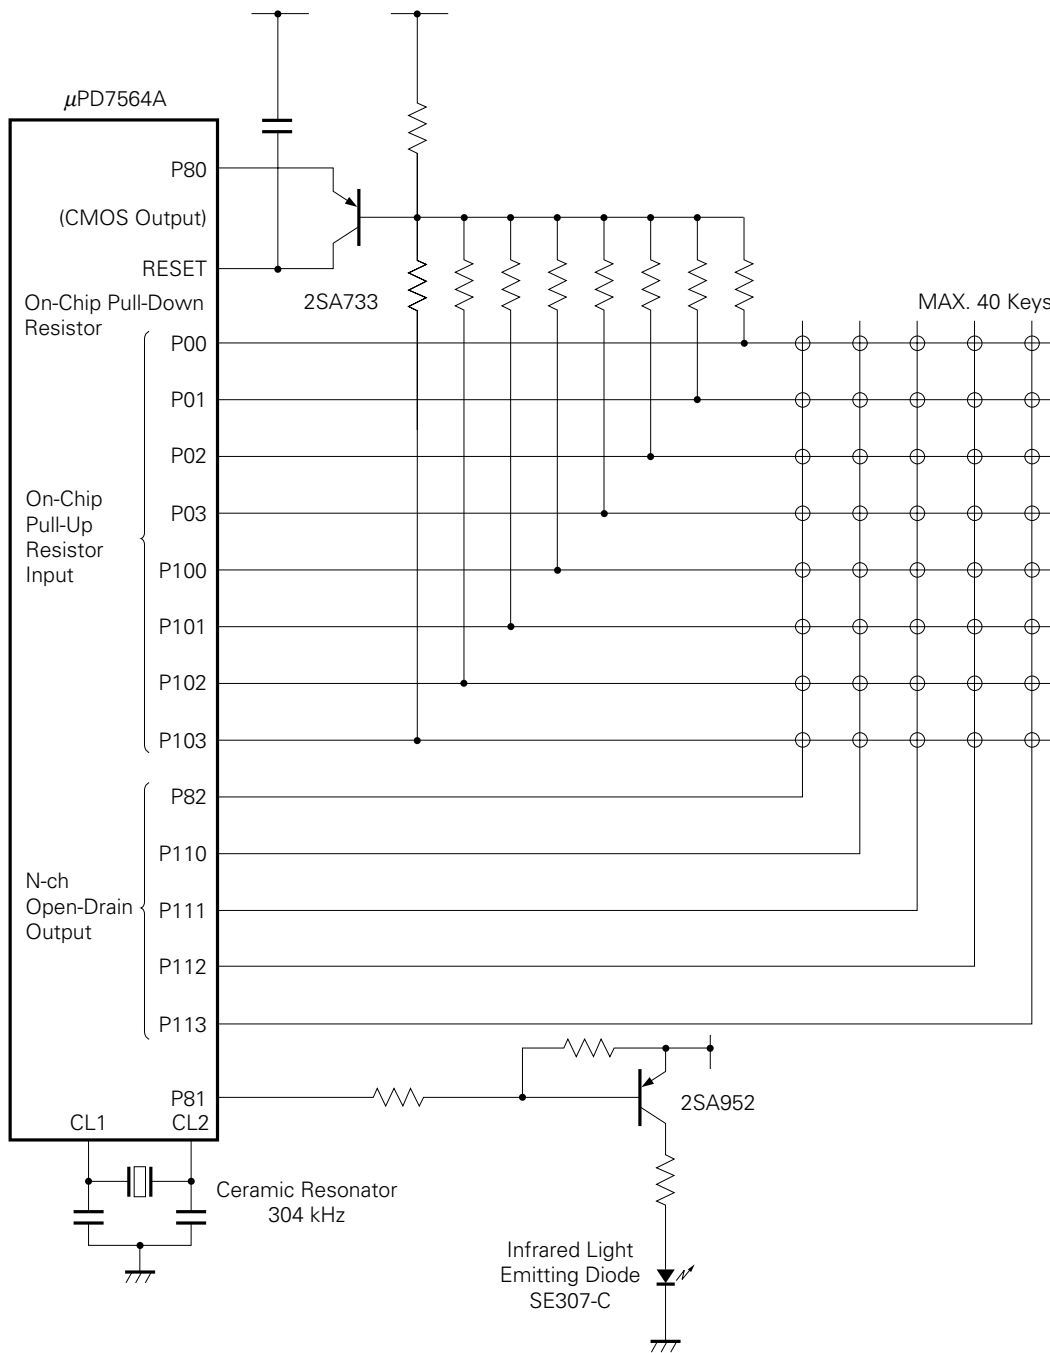 μPD7564A
P80
(CMOS Output)
RESET
2SA733
On-Chip Pull-Down
Resistor
MAX. 40 Keys
P00
P01
P02
On-Chip
Pull-Up
Resistor
Input
P03
P100
P101
P102
P103
P82
P110
N-ch
Open-Drain
Output
P111
P112
P113
P81
2SA952
CL1
CL2
Ceramic Resonator
304 kHz
Infrared Light
Emitting Diode
SE307-C